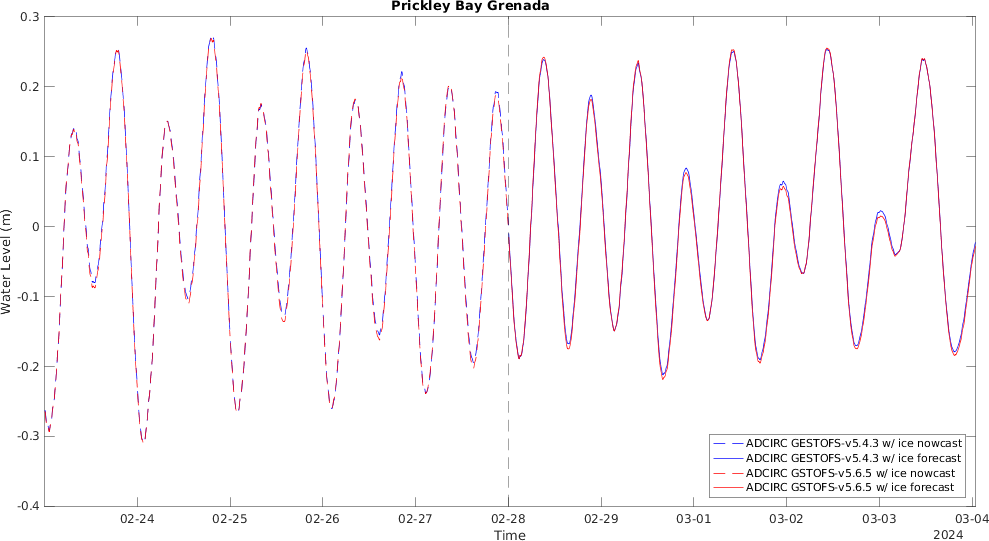 Prickley Bay Grenada
0.3
0.2
0.1
0
-0.1
-0.2
-0.3
-0.4
Water Level (m)
ADCIRC GESTOFS-v5.4.3 w/ ice nowcast
ADCIRC GESTOFS-v5.4.3 w/ ice forecast
ADCIRC GSTOFS-v5.6.5 w/ ice nowcast
ADCIRC GSTOFS-v5.6.5 w/ ice forecast
02-24 02-25 02-26 02-27 02-28 02-29 03-01 03-02 03-03 03-04
Time
2024